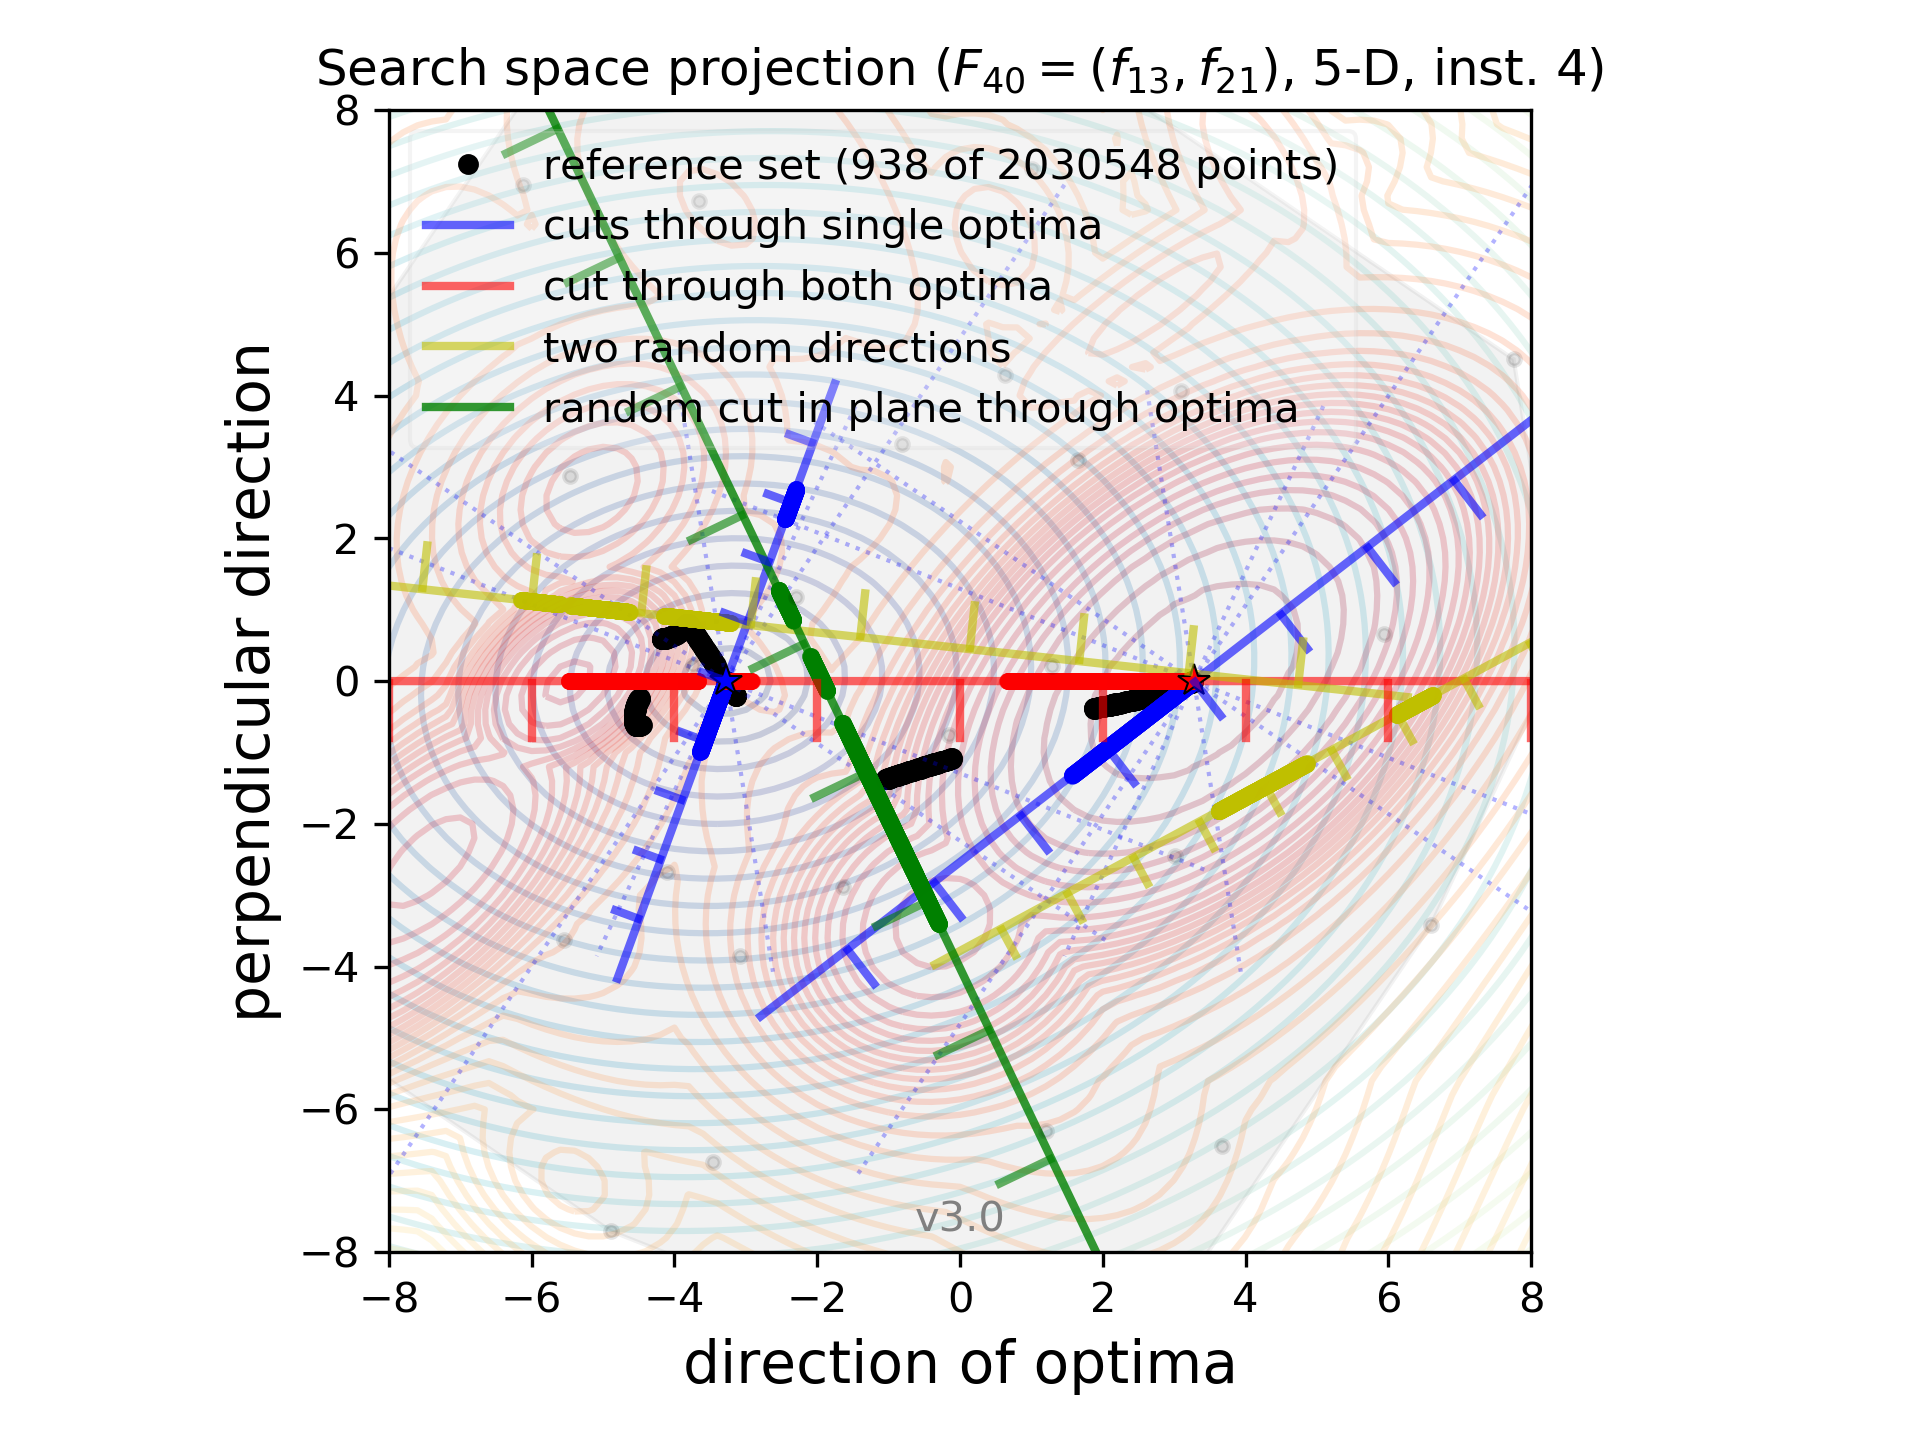 Search space projection (F₄₀ = (f₁₃, f₂₁), 5-D, inst. 4)
reference set (938 of 2030548 points)
cuts through single optima
cut through both optima
two random directions
random cut in plane through optima
8
6
4
2
0
−2
−4
−6
−8
perpendicular direction
v3.0
−8 −6 −4 −2 0 2 4 6 8
direction of optima